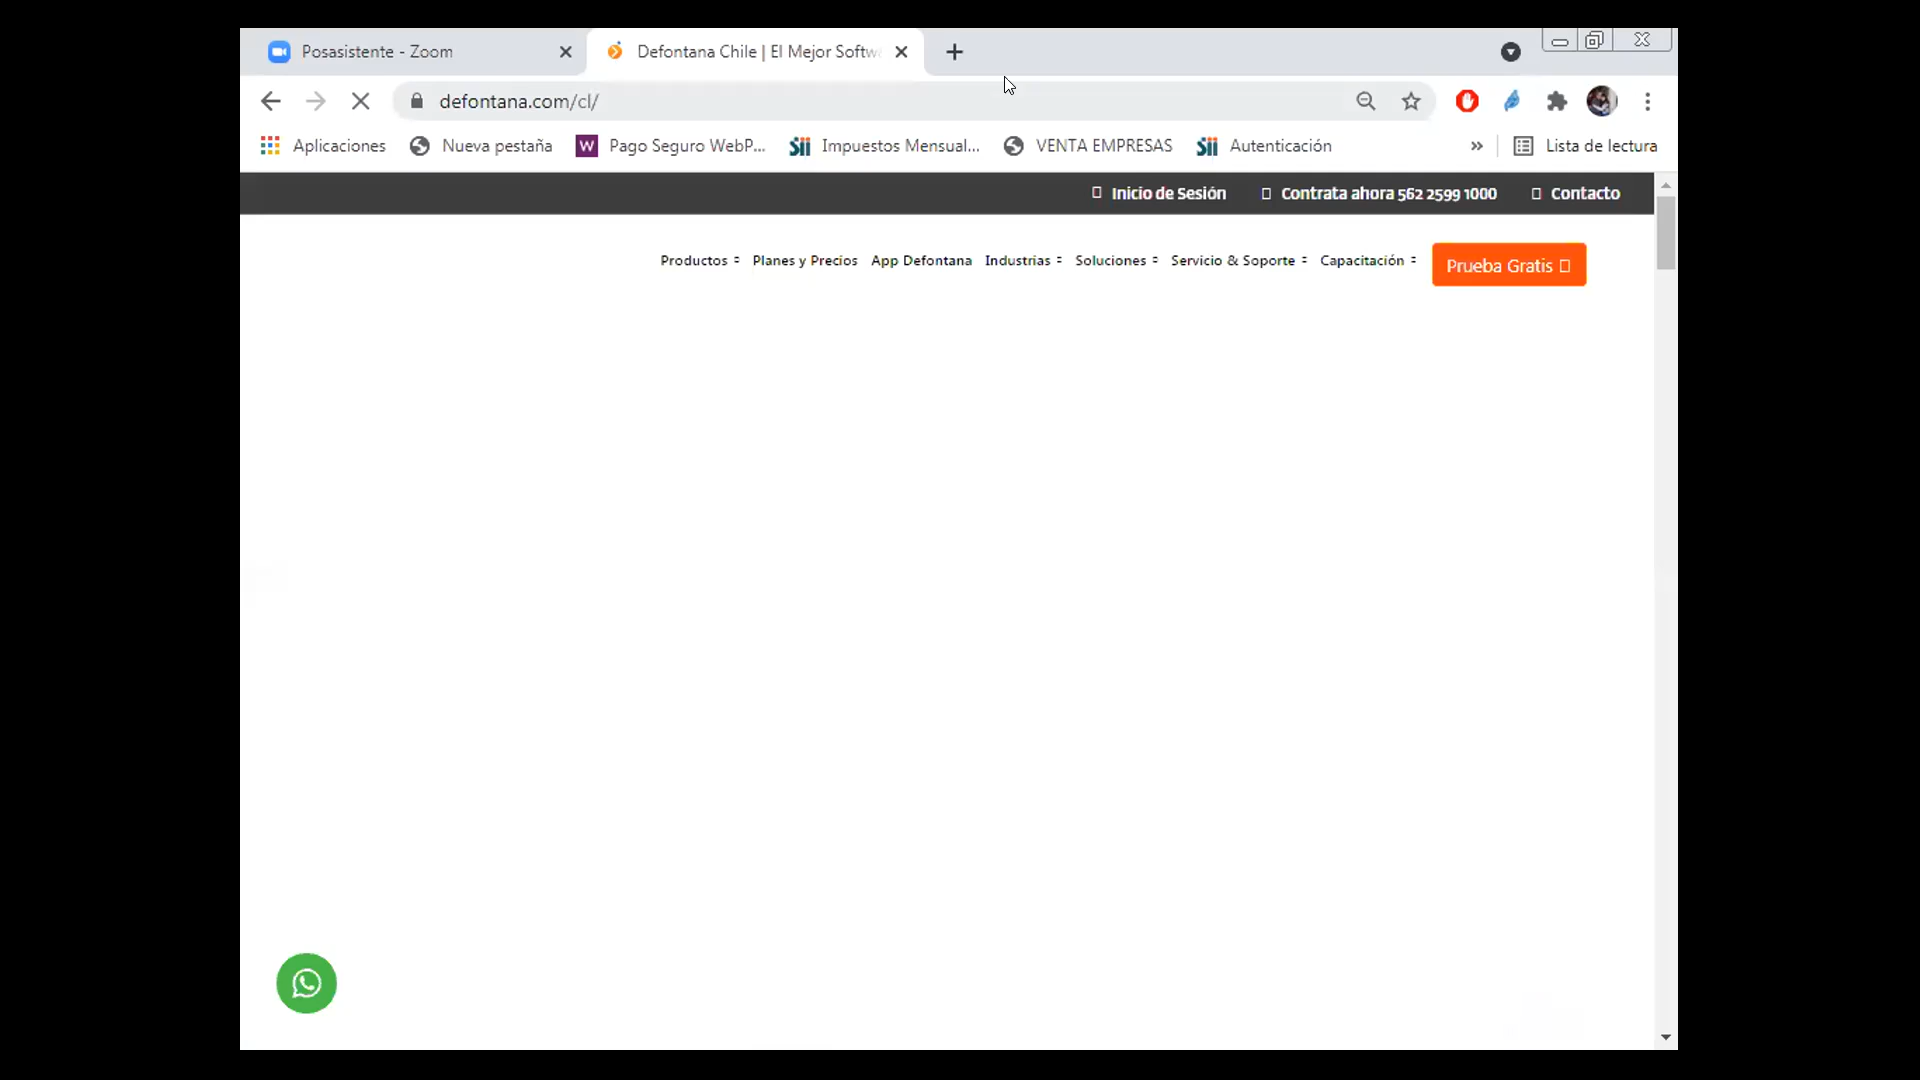 Posasistente - Zoom
Defontana Chile | El Mejor Softw
defontana.com/cl/
Aplicaciones
Nueva pestaña
W
Pago Seguro WebP...
Sii
Impuestos Mensual...
VENTA EMPRESAS
Sii
Autenticación
»
Lista de lectura
Inicio de Sesión
Contrata ahora 562 2599 1000
Contacto
Productos
Planes y Precios
App Defontana
Industrias
Soluciones
Servicio & Soporte
Capacitación
Prueba Gratis